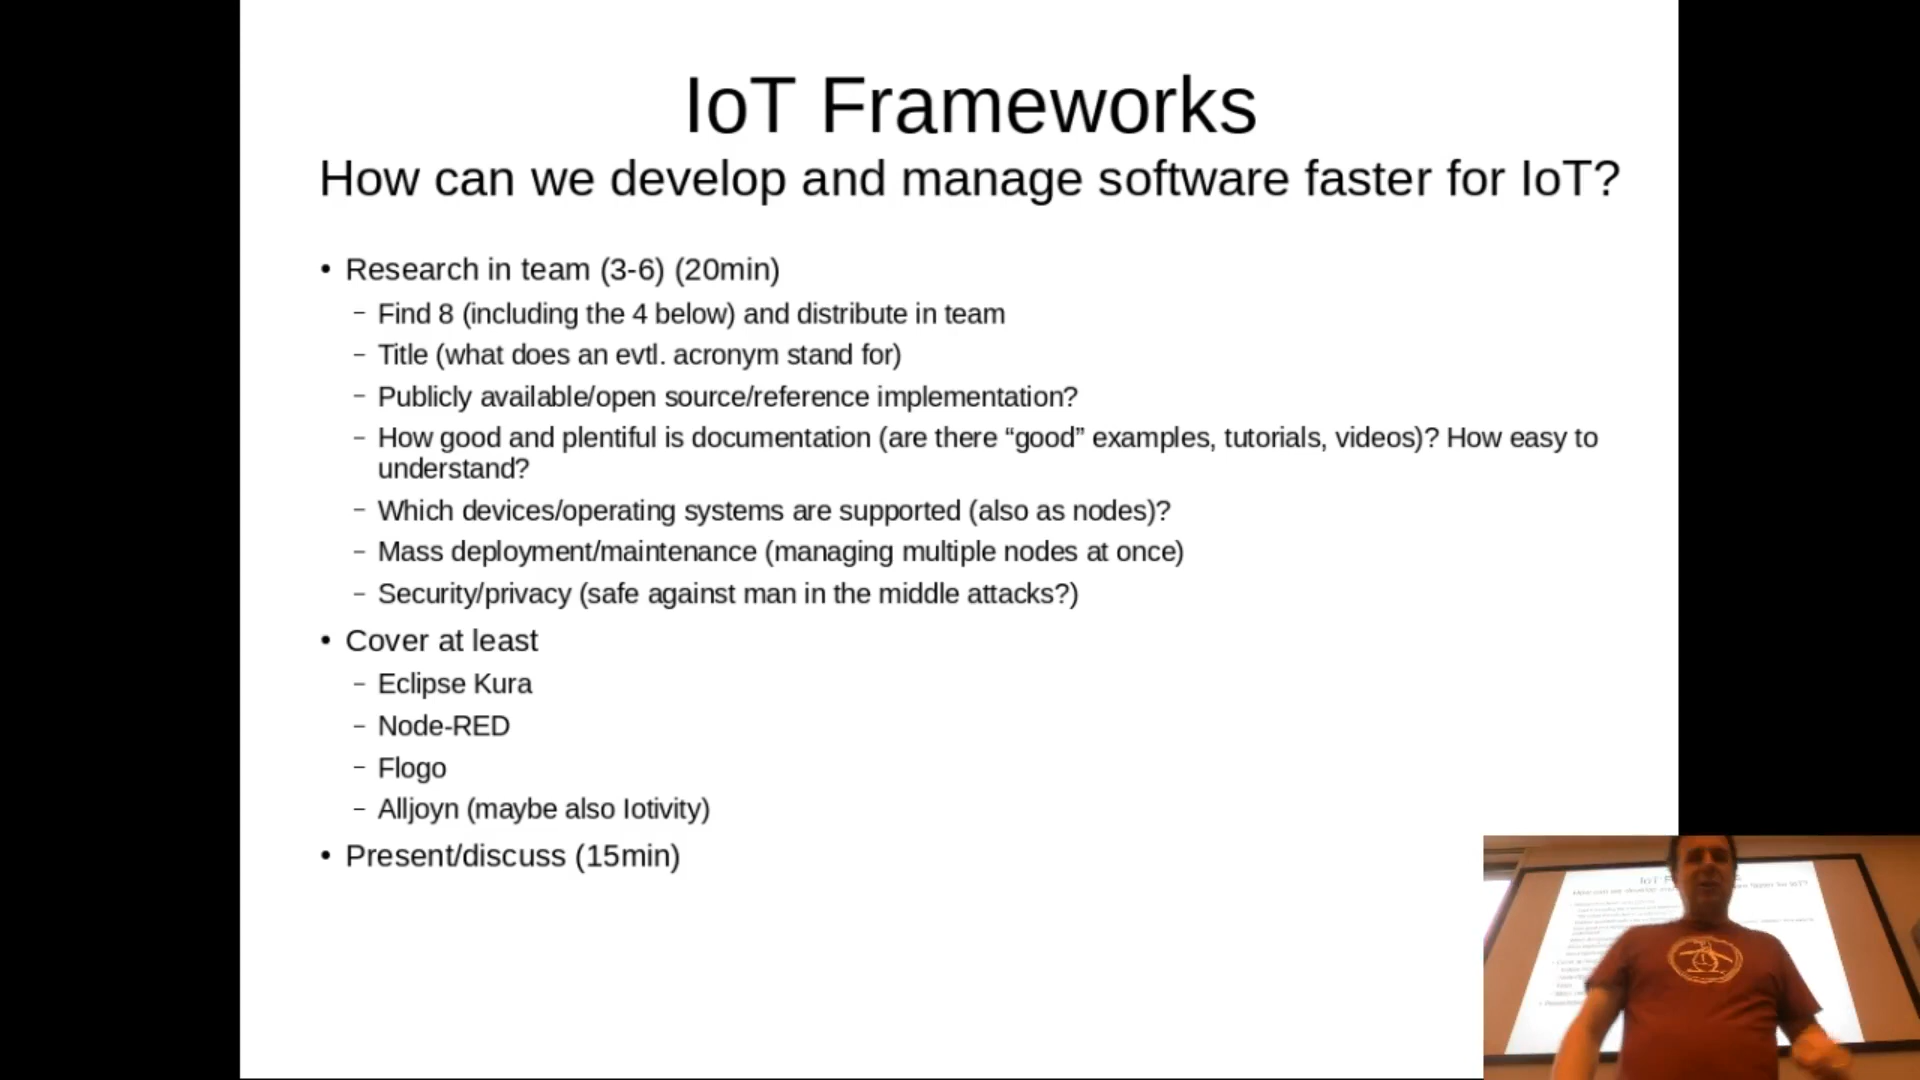 IoT Frameworks
How can we develop and manage software faster for IoT?
• Research in team (3-6) (20min)
– Find 8 (including the 4 below) and distribute in team
– Title (what does an evtl. acronym stand for)
– Publicly available/open source/reference implementation?
– How good and plentiful is documentation (are there “good” examples, tutorials, videos)? How easy to
understand?
– Which devices/operating systems are supported (also as nodes)?
– Mass deployment/maintenance (managing multiple nodes at once)
– Security/privacy (safe against man in the middle attacks?)
• Cover at least
– Eclipse Kura
– Node-RED
– Flogo
– Alljoyn (maybe also Iotivity)
• Present/discuss (15min)